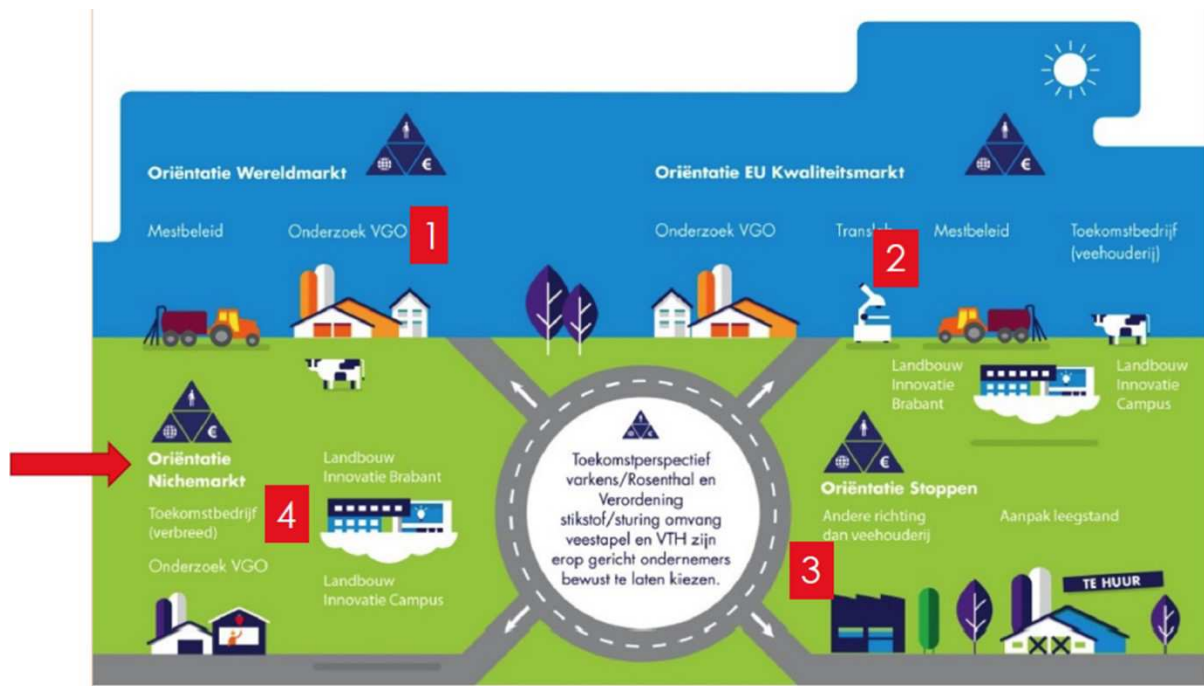 Oriëntatie Wereldmarkt
€
Mestbeleid
Onderzoek VGO
1
Oriëntatie EU Kwaliteitsmarkt
€
Onderzoek VGO
2
Mestbeleid
Toekomstbedrijf
(veehouderij)
Landbouw
Innovatie
Brabant
Landbouw
Innovatie
Campus
€
Oriëntatie
Nichemarkt
Toekomstbedrijf
(verbreed)
4
Onderzoek VGO
Landbouw
Innovatie Brabant
Landbouw
Innovatie Campus
€
Toekomstperspectief
varkens/Rosenthal en
Verordening
stikstof/sturing omvang
veestapel en VTH zijn
erop gericht ondernemers
bewust te laten kiezen.
€
Oriëntatie Stoppen
Andere richting
dan veehouderij
3
Aanpak leegstand
TE HUUR